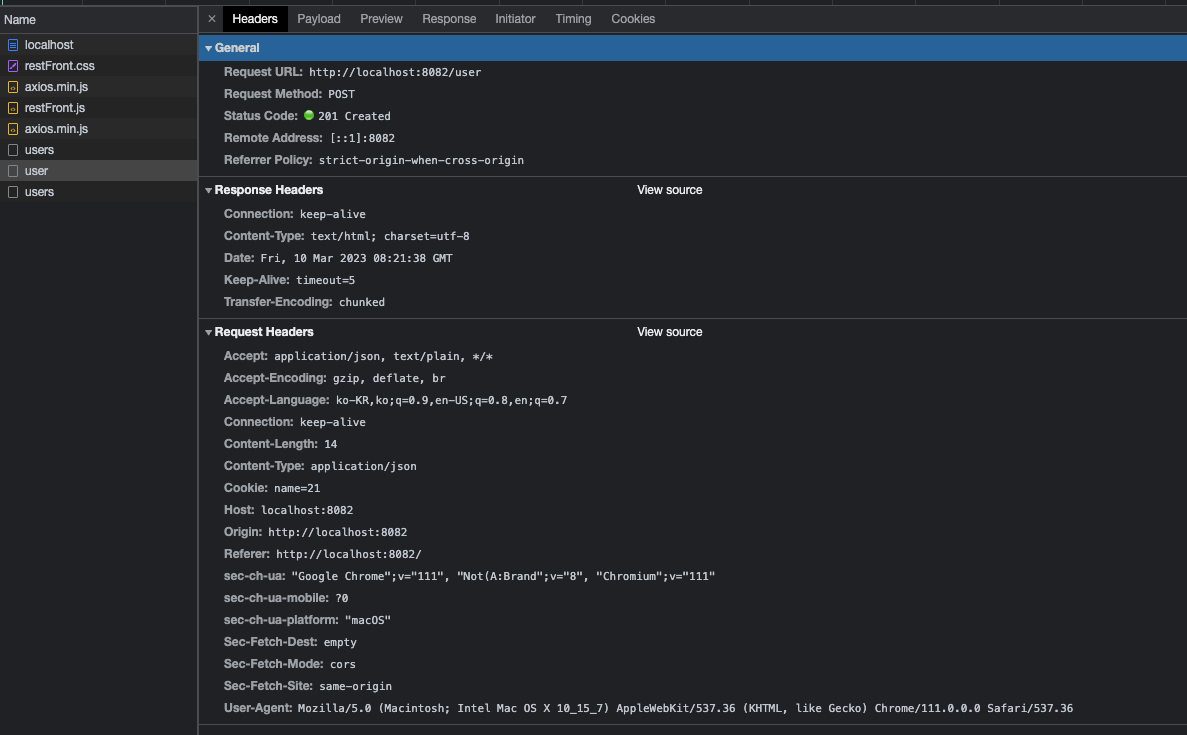 Name
localhost
restFront.css
axios.min.js
restFront.js
axios.min.js
users
user
users
× Headers Payload Preview Response Initiator Timing Cookies
General
Request URL: http://localhost:8082/user
Request Method: POST
Status Code: 201 Created
Remote Address: [::1]:8082
Referrer Policy: strict-origin-when-cross-origin
Response Headers View source
Connection: keep-alive
Content-Type: text/html; charset=utf-8
Date: Fri, 10 Mar 2023 08:21:38 GMT
Keep-Alive: timeout=5
Transfer-Encoding: chunked
Request Headers View source
Accept: application/json, text/plain, */*
Accept-Encoding: gzip, deflate, br
Accept-Language: ko-KR,ko;q=0.9,en-US;q=0.8,en;q=0.7
Connection: keep-alive
Content-Length: 14
Content-Type: application/json
Cookie: name=21
Host: localhost:8082
Origin: http://localhost:8082
Referer: http://localhost:8082/
sec-ch-ua: "Google Chrome";v="111", "Not(A:Brand";v="8", "Chromium";v="111"
sec-ch-ua-mobile: ?0
sec-ch-ua-platform: "macOS"
Sec-Fetch-Dest: empty
Sec-Fetch-Mode: cors
Sec-Fetch-Site: same-origin
User-Agent: Mozilla/5.0 (Macintosh; Intel Mac OS X 10_15_7) AppleWebKit/537.36 (KHTML, like Gecko) Chrome/111.0.0.0 Safari/537.36